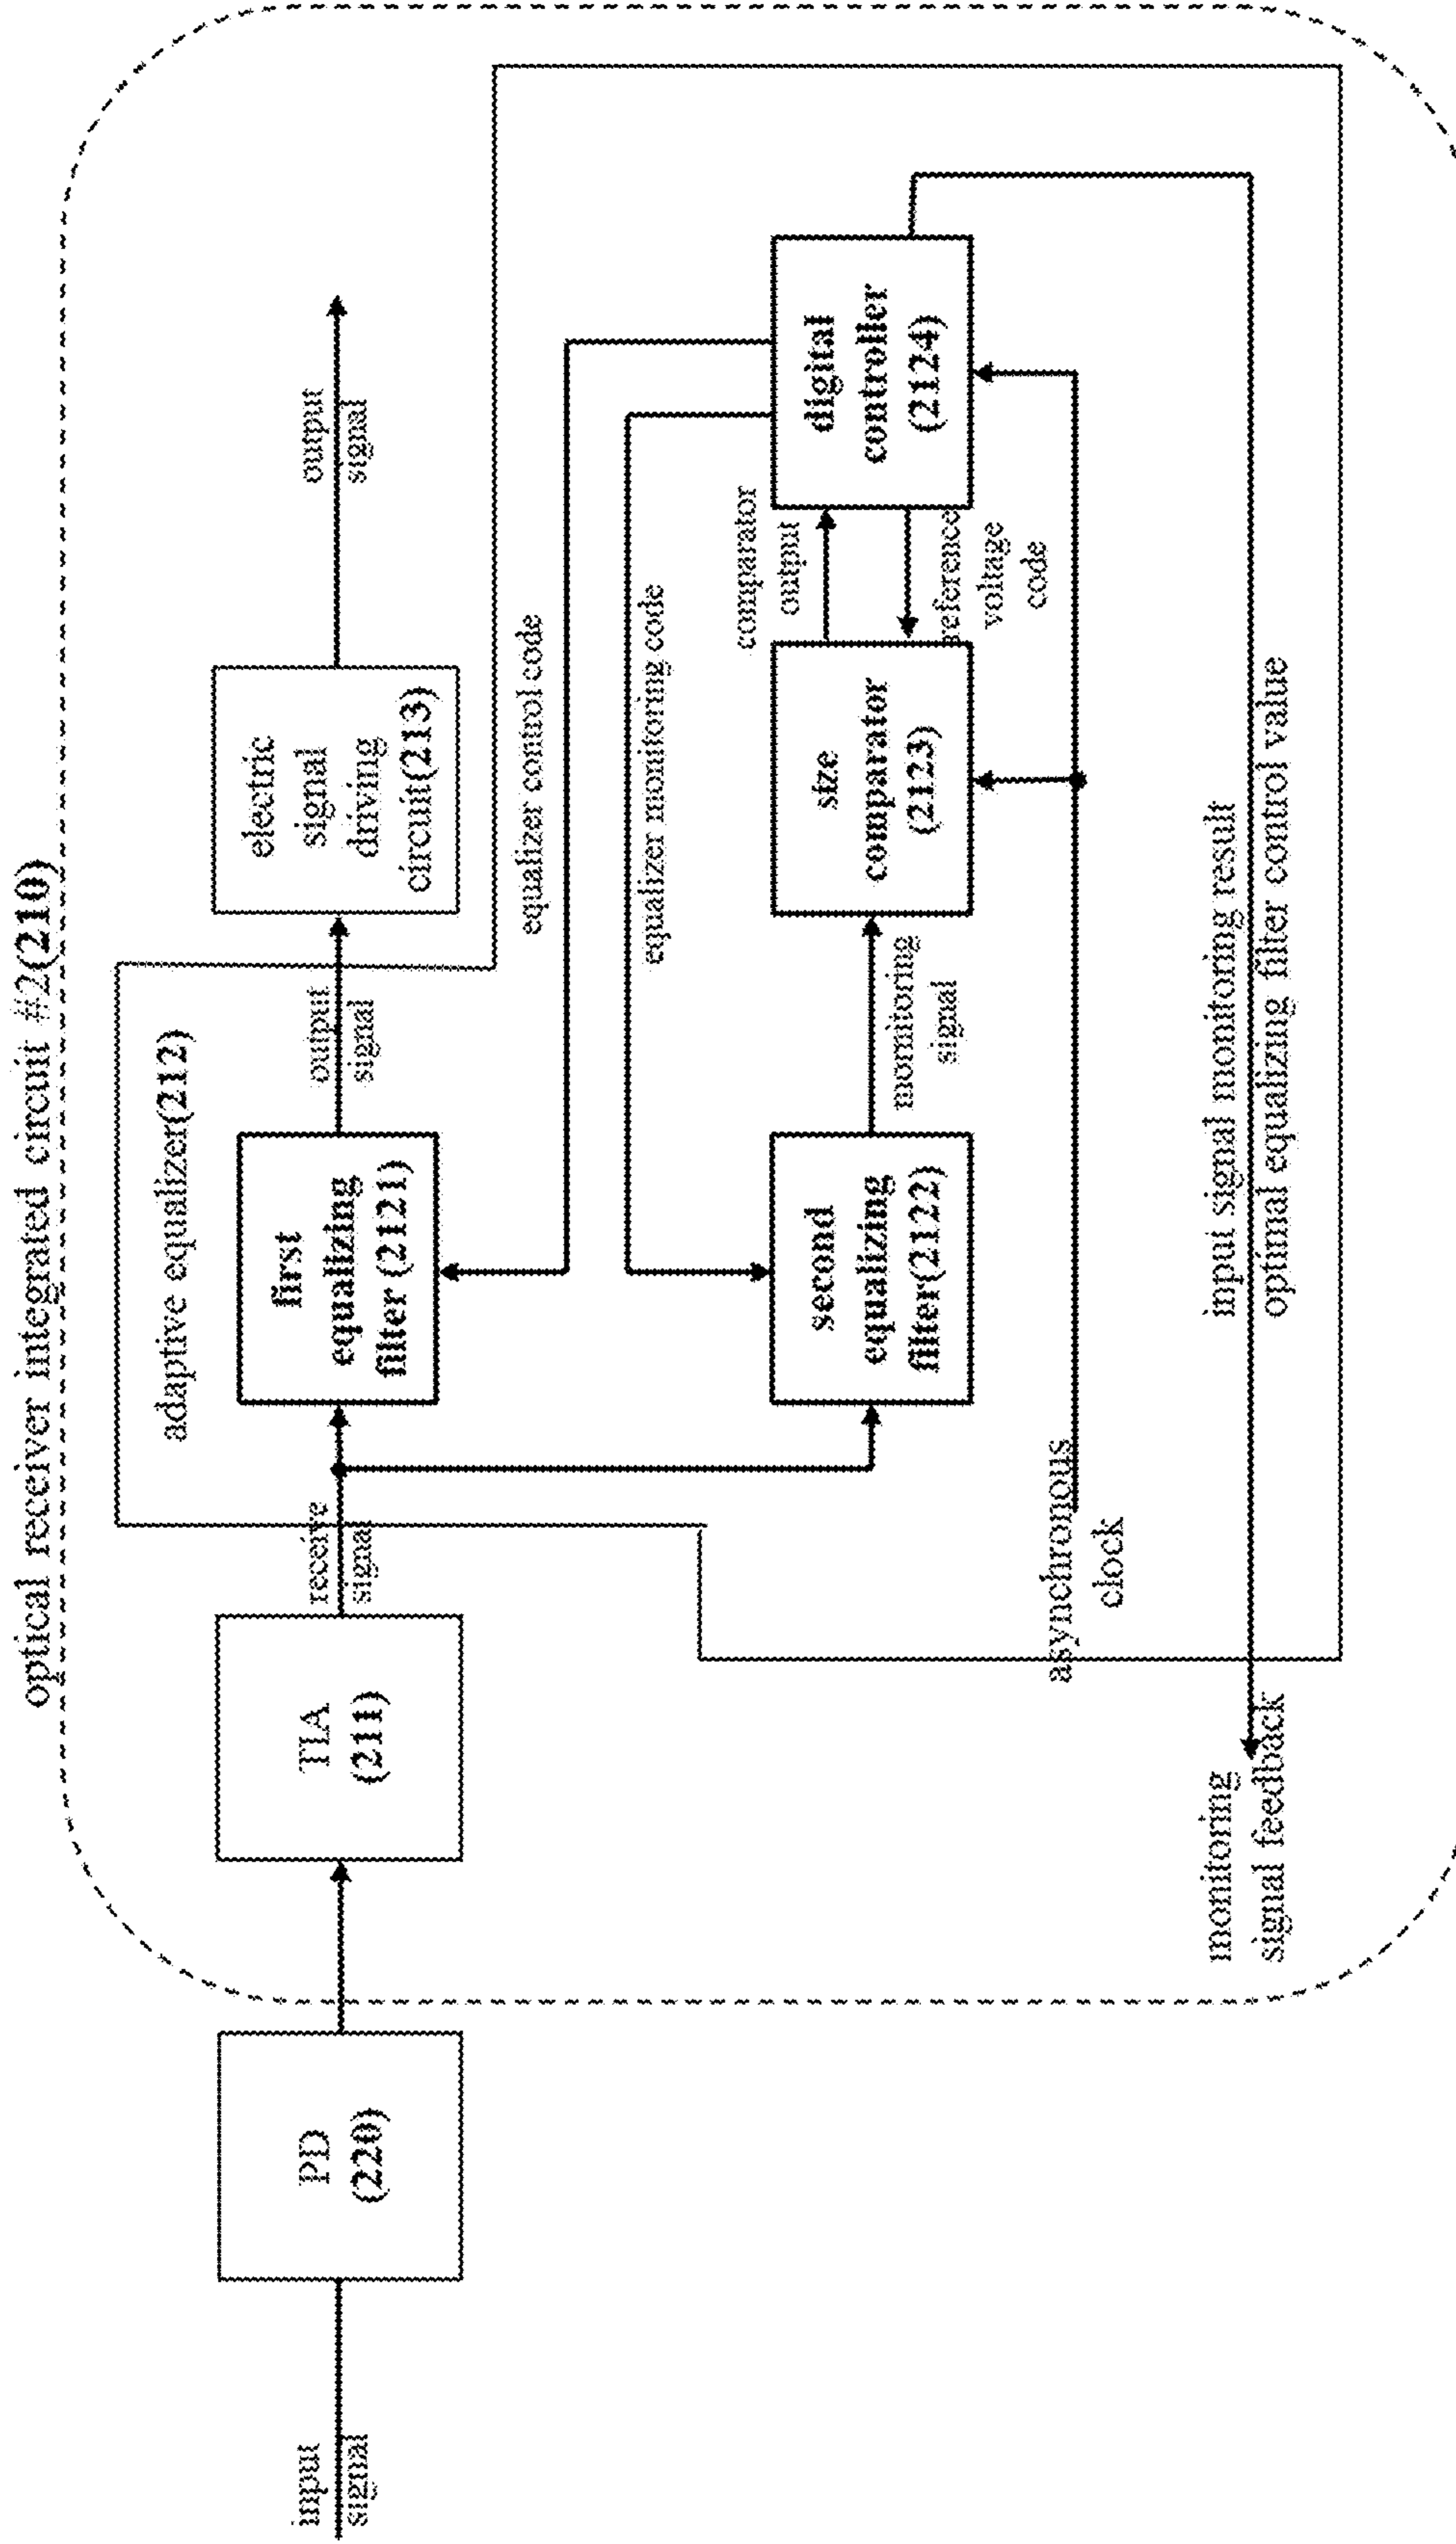 optical receiver integrated circuit #2(210)
adaptive equalizer(212)
input
signal
PD
(220)
TIA
(211)
receive
signal
first
equalizing
filter (2121)
output
signal
electric
signal
driving
circuit(213)
output
signal
equalizer control code
equalizer monitoring code
second
equalizing
filter(2122)
monitoring
signal
size
comparator
(2123)
comparator
output
reference
voltage
code
digital
controller
(2124)
asynchronous
clock
input signal monitoring result
optimal equalizing filter control value
monitoring
signal feedback